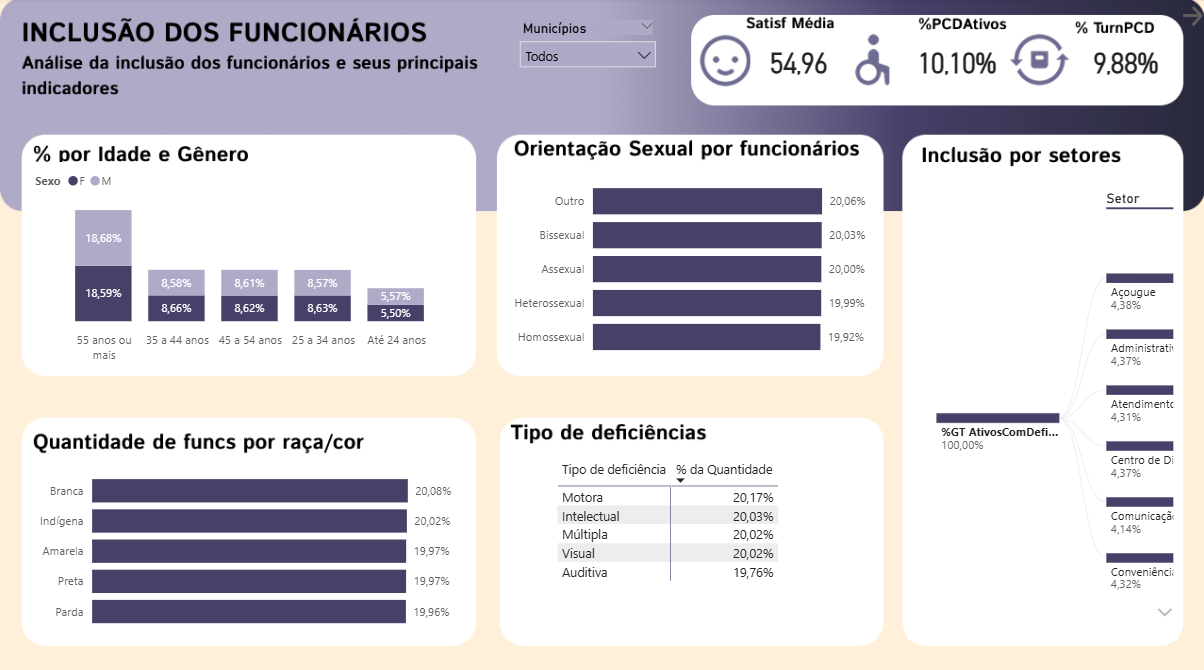 INCLUSÃO DOS FUNCIONÁRIOS
Análise da inclusão dos funcionários e seus principais
indicadores
Municípios
Todos
Satisf Média
54,96
%PCDAtivos
10,10%
% TurnPCD
9,88%
% por Idade e Gênero
Sexo F M
18,68%
18,59%
8,58%
8,66%
8,61%
8,62%
8,57%
8,63%
5,57%
5,50%
55 anos ou
mais
35 a 44 anos
45 a 54 anos
25 a 34 anos
Até 24 anos
Orientação Sexual por funcionários
Outro 20,06%
Bissexual 20,03%
Assexual 20,00%
Heterossexual 19,99%
Homossexual 19,92%
Inclusão por setores
Setor
%GT AtivosComDefi...
100,00%
Açougue
4,38%
Administrativ
4,37%
Atendimento
4,31%
Centro de Di
4,37%
Comunicaçã
4,14%
Conveniência
4,32%
Quantidade de funcs por raça/cor
Branca 20,08%
Indígena 20,02%
Amarela 19,97%
Preta 19,97%
Parda 19,96%
Tipo de deficiências
Tipo de deficiência % da Quantidade
Motora 20,17%
Intelectual 20,03%
Múltipla 20,02%
Visual 20,02%
Auditiva 19,76%